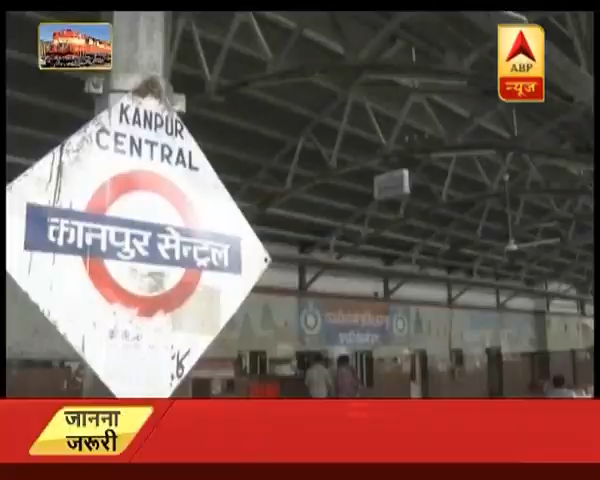 ABP
न्यूज़
KANPUR
CENTRAL
कानपुर सेन्ट्रल
जानना
जरूरी